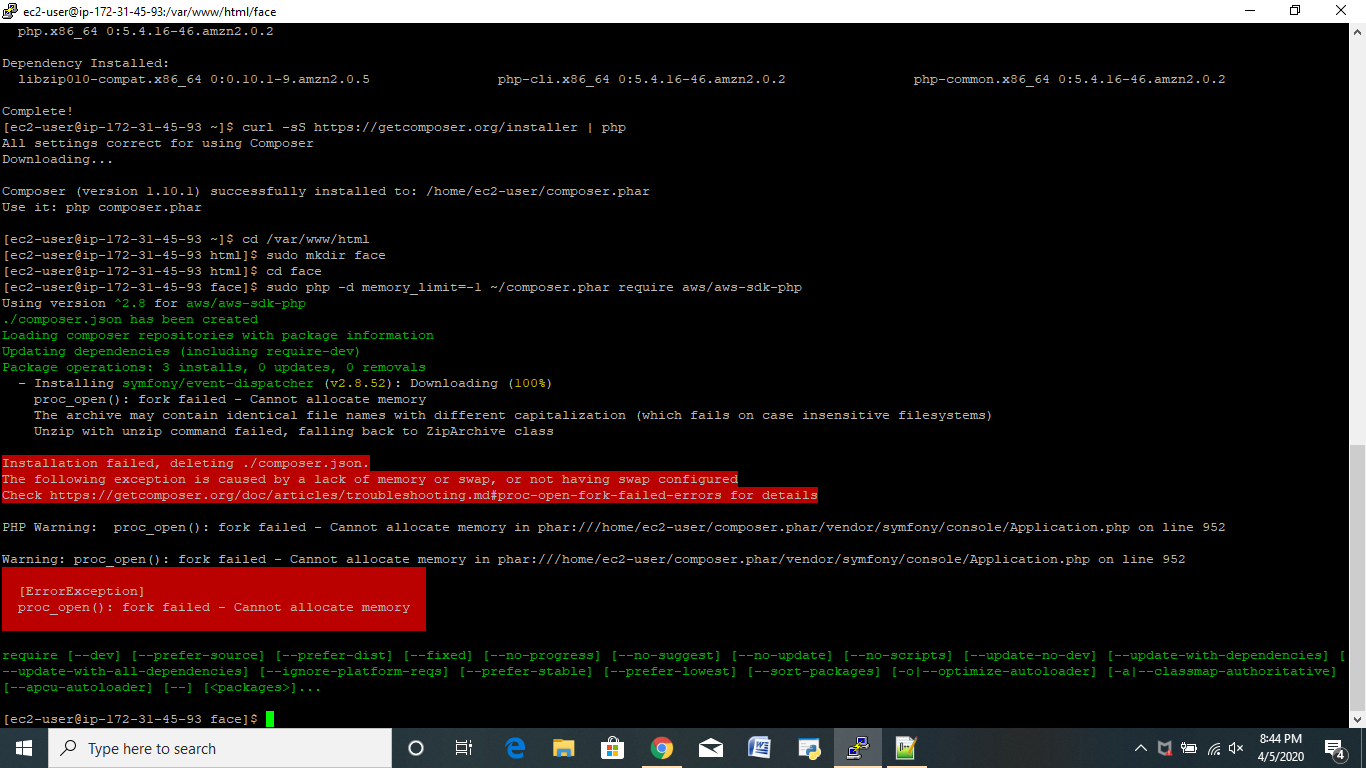 ec2-user@ip-172-31-45-93:/var/www/html/face
php.x86_64 0:5.4.16-46.amzn2.0.2
Dependency Installed:
libzip010-compat.x86_64 0:0.10.1-9.amzn2.0.5 php-cli.x86_64 0:5.4.16-46.amzn2.0.2 php-common.x86_64 0:5.4.16-46.amzn2.0.2
Complete!
[ec2-user@ip-172-31-45-93 ~]$ curl -sS https://getcomposer.org/installer | php
All settings correct for using Composer
Downloading...
Composer (version 1.10.1) successfully installed to: /home/ec2-user/composer.phar
Use it: php composer.phar
[ec2-user@ip-172-31-45-93 ~]$ cd /var/www/html
[ec2-user@ip-172-31-45-93 html]$ sudo mkdir face
[ec2-user@ip-172-31-45-93 html]$ cd face
[ec2-user@ip-172-31-45-93 face]$ sudo php -d memory_limit=-1 ~/composer.phar require aws/aws-sdk-php
Using version ^2.8 for aws/aws-sdk-php
./composer.json has been created
Loading composer repositories with package information
Updating dependencies (including require-dev)
Package operations: 3 installs, 0 updates, 0 removals
- Installing symfony/event-dispatcher (v2.8.52): Downloading (100%)
proc_open(): fork failed - Cannot allocate memory
The archive may contain identical file names with different capitalization (which fails on case insensitive filesystems)
Unzip with unzip command failed, falling back to ZipArchive class
Installation failed, deleting ./composer.json.
The following exception is caused by a lack of memory or swap, or not having swap configured
Check https://getcomposer.org/doc/articles/troubleshooting.md#proc-open-fork-failed-errors for details
PHP Warning:  proc_open(): fork failed - Cannot allocate memory in phar:///home/ec2-user/composer.phar/vendor/symfony/console/Application.php on line 952
Warning: proc_open(): fork failed - Cannot allocate memory in phar:///home/ec2-user/composer.phar/vendor/symfony/console/Application.php on line 952
[ErrorException]
proc_open(): fork failed - Cannot allocate memory
require [--dev] [--prefer-source] [--prefer-dist] [--fixed] [--no-progress] [--no-suggest] [--no-update] [--no-scripts] [--update-no-dev] [--update-with-dependencies] [
--update-with-all-dependencies] [--ignore-platform-reqs] [--prefer-stable] [--prefer-lowest] [--sort-packages] [-o|--optimize-autoloader] [-a|--classmap-authoritative]
[--apcu-autoloader] [--] [<packages>]...
[ec2-user@ip-172-31-45-93 face]$
Type here to search
8:44 PM
4/5/2020
4